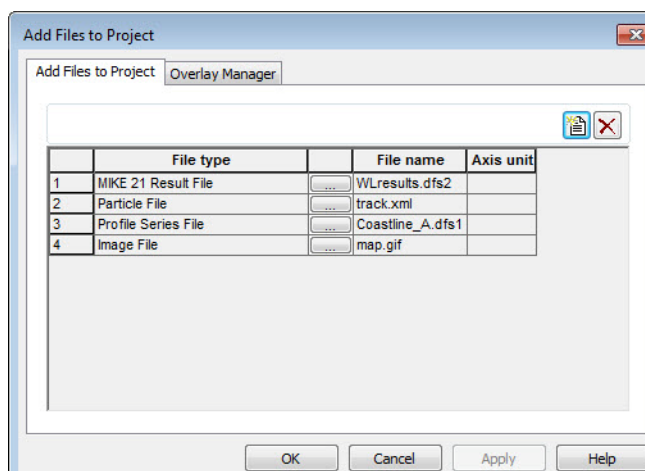 Add Files to Project
Add Files to Project Overlay Manager
File type File name Axis unit
1 MIKE 21 Result File ... WLresults.dfs2
2 Particle File ... track.xml
3 Profile Series File ... Coastline_A.dfs1
4 Image File ... map.gif
OK Cancel Apply Help